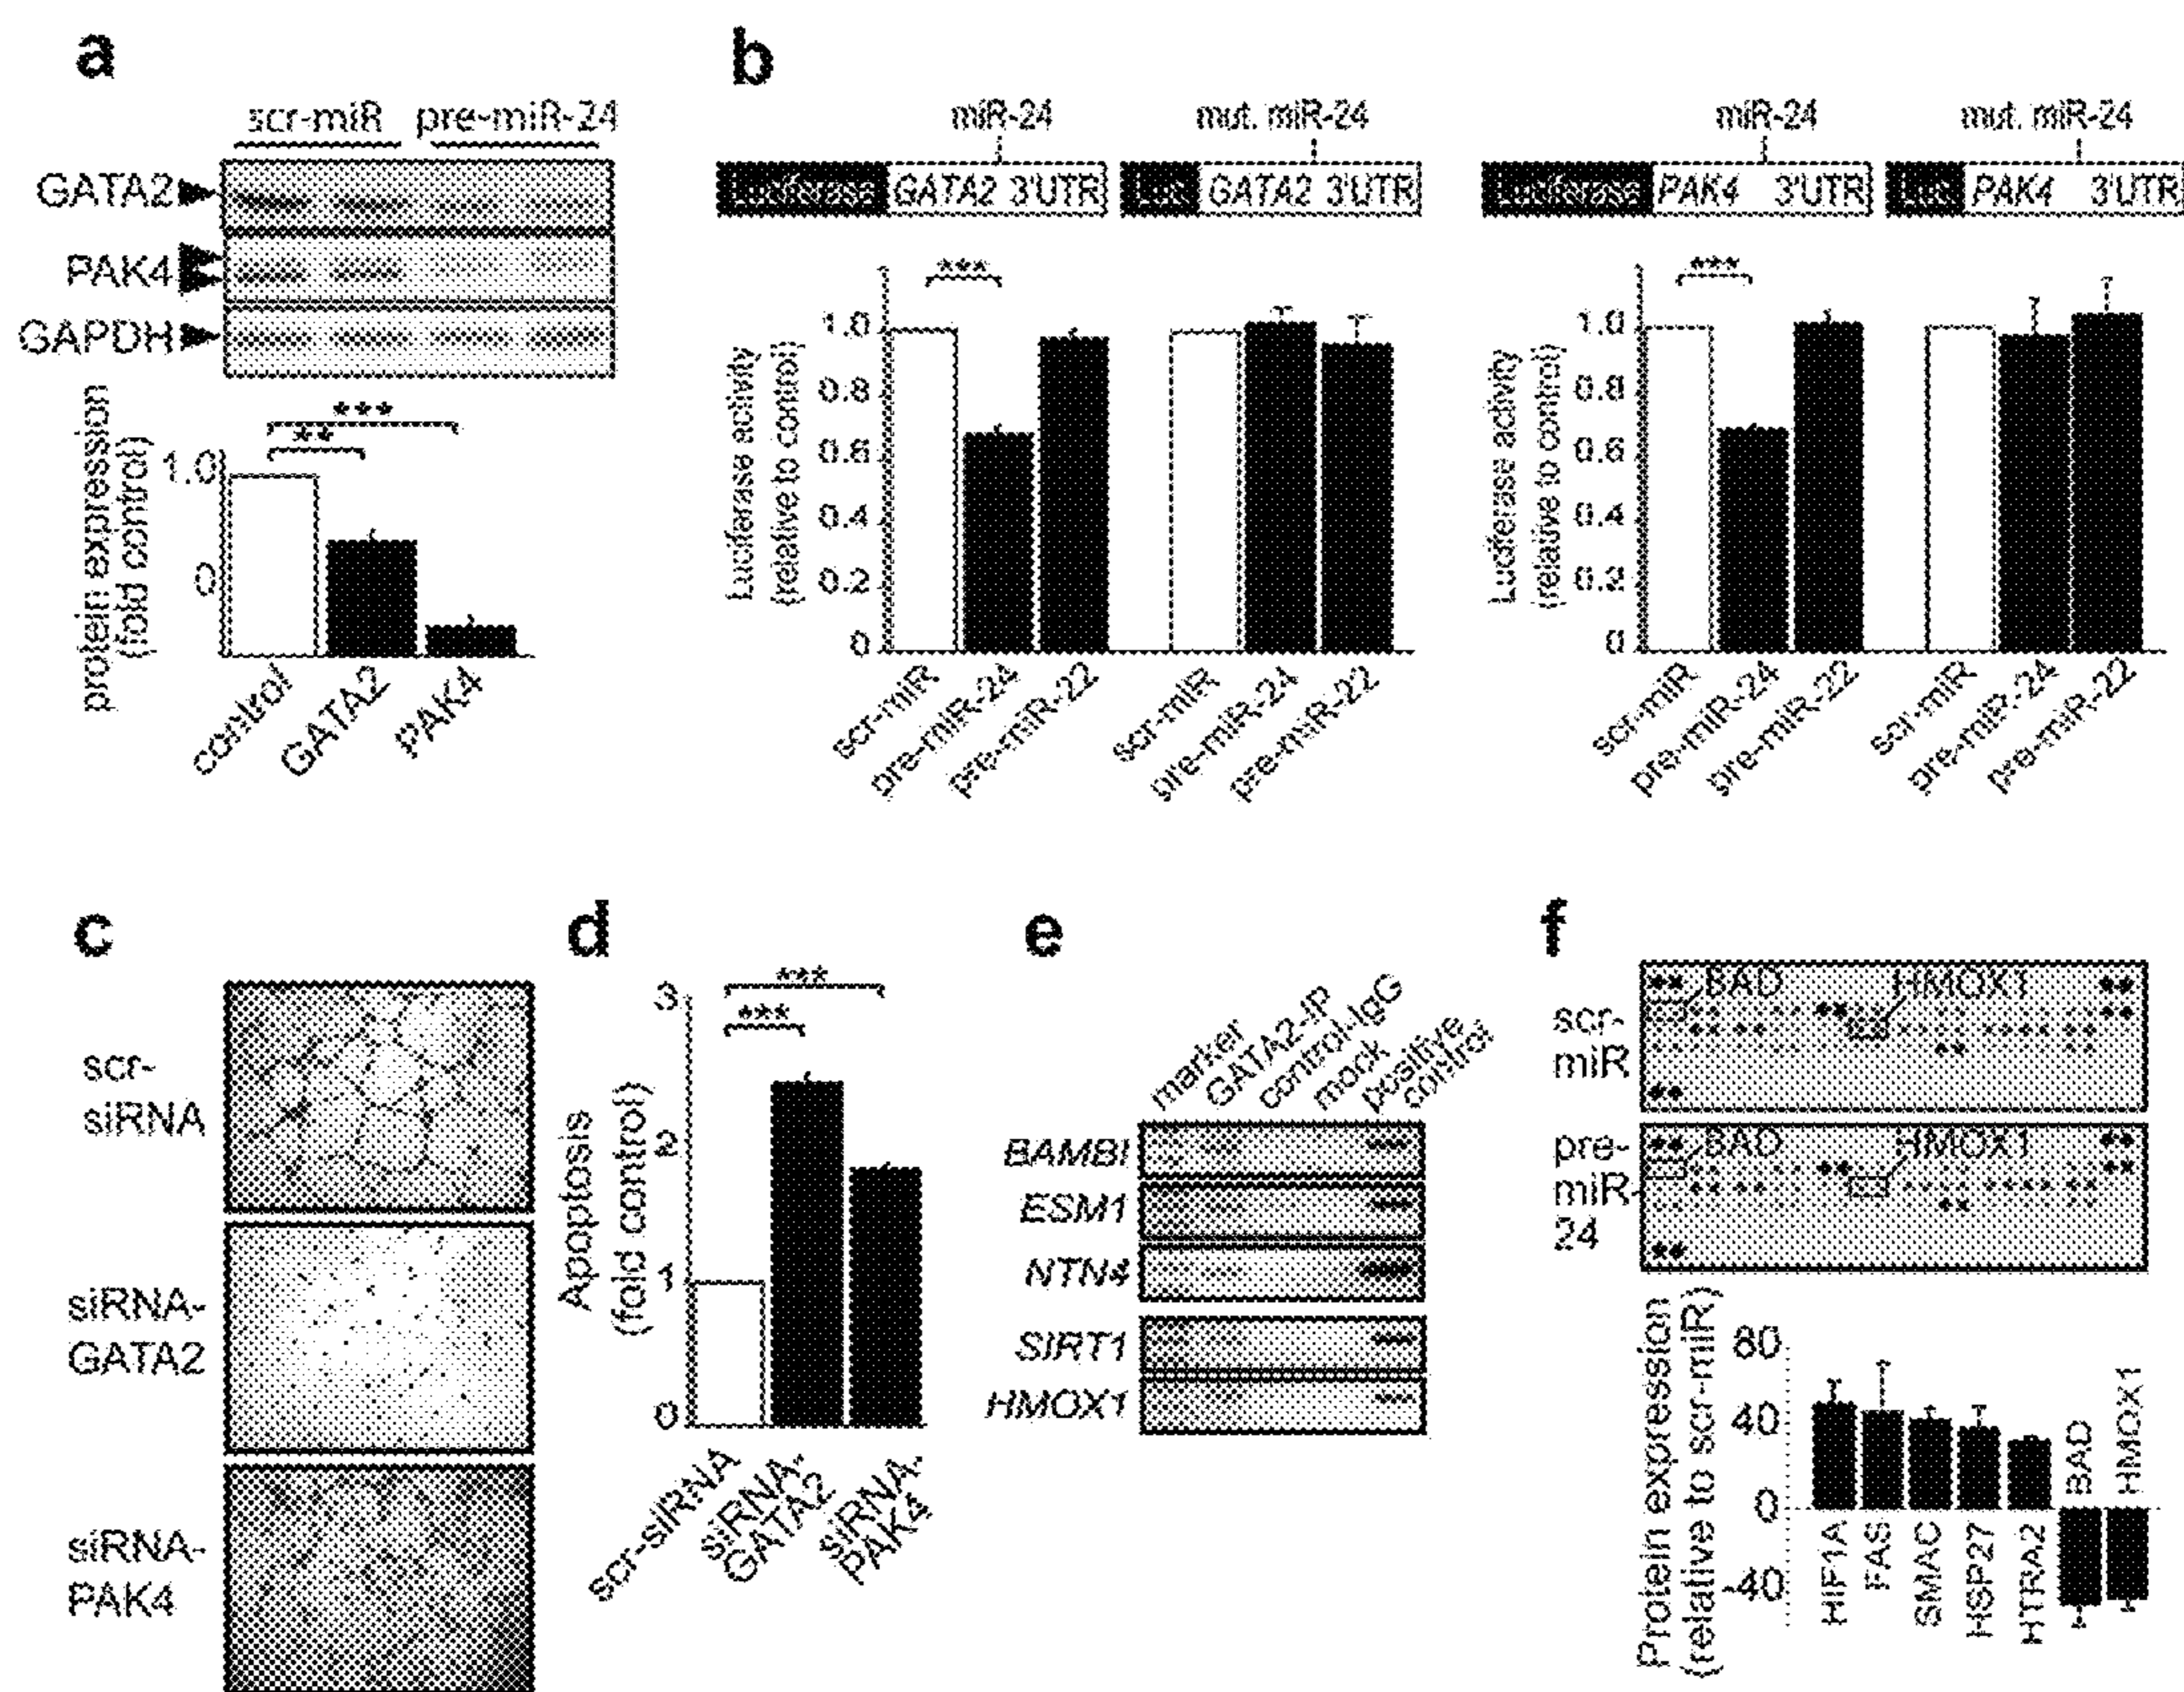 a
scr-miR pre-miR-24
GATA2
PAK4
GAPDH
protein expression
(fold control)
***
**
1.0
0
control
GATA2
PAK4
b
miR-24
mut. miR-24
Luciferase GATA2 3'UTR
Luc GATA2 3'UTR
Luciferase activity
(relative to control)
***
1.0
0.8
0.6
0.4
0.2
0
scr-miR
pre-miR-24
pre-miR-22
scr-miR
pre-miR-24
pre-miR-22
miR-24
mut. miR-24
Luciferase PAK4 3'UTR
Luc PAK4 3'UTR
Luciferase activity
(relative to control)
***
1.0
0.8
0.6
0.4
0.2
0
scr-miR
pre-miR-24
pre-miR-22
scr-miR
pre-miR-24
pre-miR-22
c
scr-
siRNA
siRNA-
GATA2
siRNA-
PAK4
d
Apoptosis
(fold control)
***
***
3
2
1
0
scr-siRNA
siRNA-
GATA2
siRNA-
PAK4
e
marker
GATA2-IP
control-IgG
mock
positive
control
BAMBI
ESM1
NTN4
SIRT1
HMOX1
f
scr-
miR
BAD HMOX1
pre-
miR-
24
BAD HMOX1
Protein expression
(relative to scr-miR)
80
40
0
-40
HIF1A
FAS
SMAC
HSP27
HTRA2
BAD
HMOX1